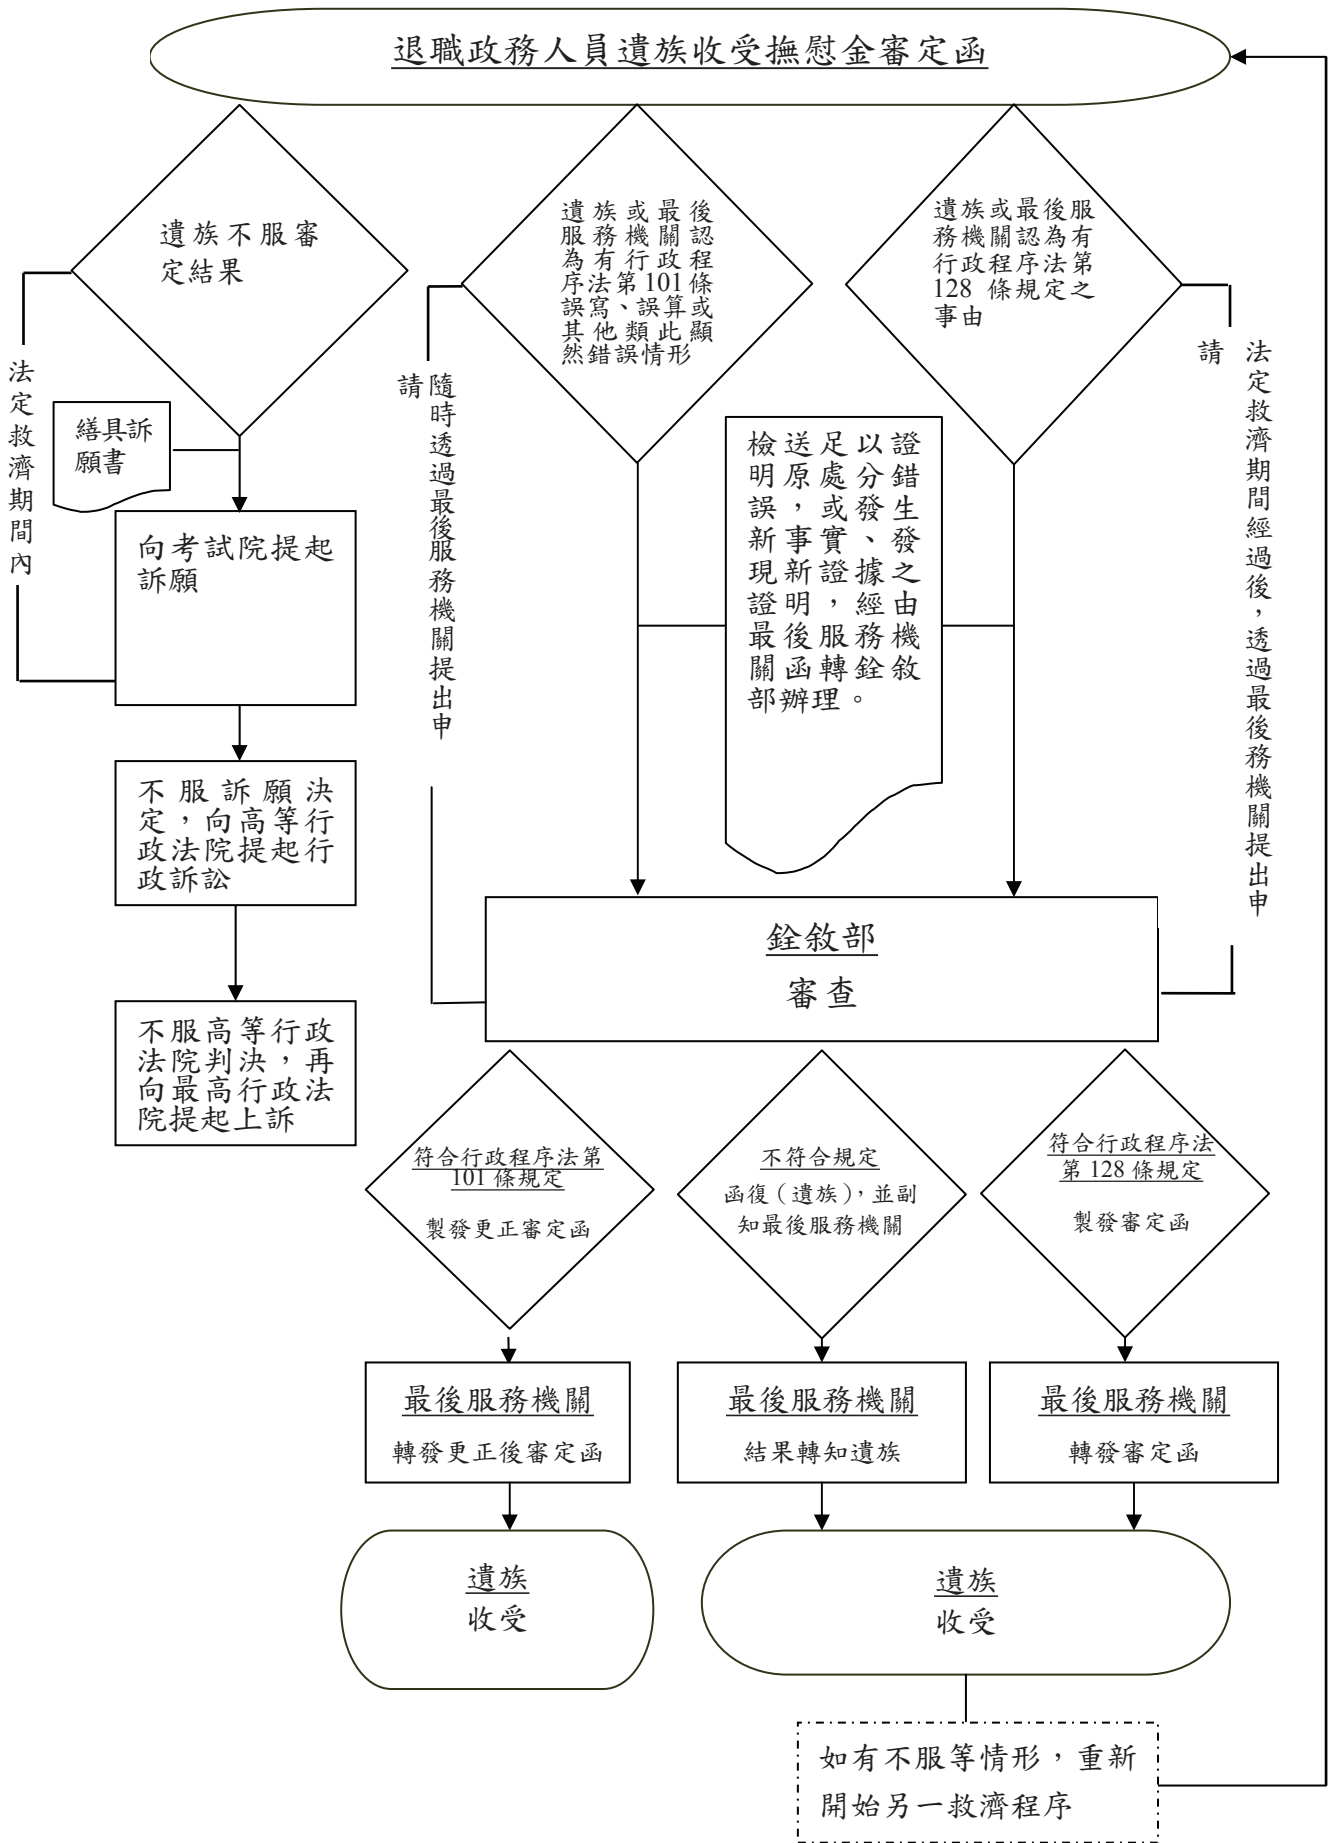 退職政務人員遺族收受撫慰金審定函
遺族不服審
定結果
法定救濟期間內
繕具訴
願書
向考試院提起
訴願
不服訴願決
定，向高等行
政法院提起行
政訴訟
不服高等行政
法院判決，再
向最高行政法
院提起上訴
遺族或最後
服務機關認
為有行政程
序法第101條
誤寫、誤算或
其他類此顯
然錯誤情形
隨時透過最後服務機關提出申
請
遺族或最後服
務機關認為有
行政程序法第
128 條規定之
事由
法定救濟期間經過後，透過最後務機關提出申
請
檢送足以證
明原處分錯
誤，或發生
新事實、發
現新證據之
證明，經由
最後服務機
關函轉銓敘
部辦理。
銓敘部
審查
符合行政程序法第
101 條規定
製發更正審定函
不符合規定
函復（遺族），並副
知最後服務機關
符合行政程序法
第 128 條規定
製發審定函
最後服務機關
轉發更正後審定函
最後服務機關
結果轉知遺族
最後服務機關
轉發審定函
遺族
收受
遺族
收受
如有不服等情形，重新
開始另一救濟程序